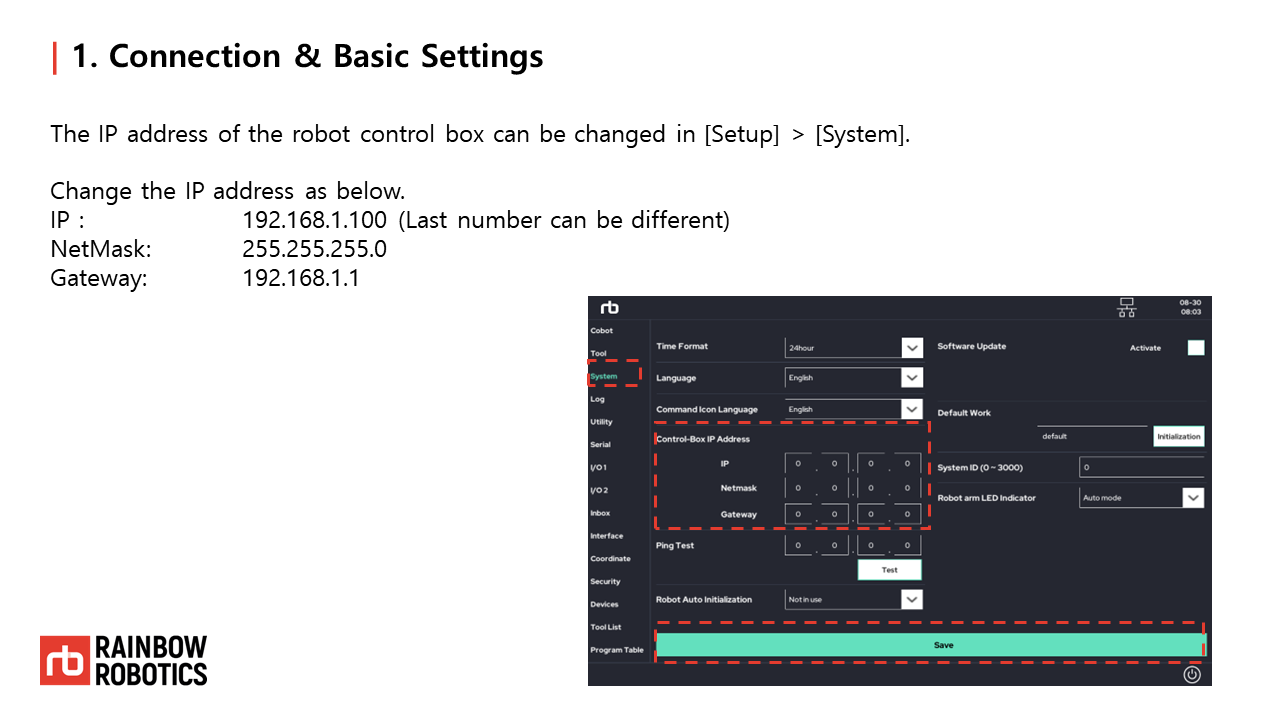 1. Connection & Basic Settings
The IP address of the robot control box can be changed in [Setup] > [System].
Change the IP address as below.
IP : 192.168.1.100 (Last number can be different)
NetMask: 255.255.255.0
Gateway: 192.168.1.1
rb
08-30
08:03
Cobot
Tool
System
Log
Utility
Serial
I/O 1
I/O 2
Inbox
Interface
Coordinate
Security
Devices
Tool List
Program Table
Time Format 24hour
Language English
Command Icon Language English
Control-Box IP Address
IP 0 . 0 . 0 . 0
Netmask 0 . 0 . 0 . 0
Gateway 0 . 0 . 0 . 0
Ping Test 0 . 0 . 0 . 0
Test
Robot Auto Initialization Not in use
Software Update Activate
Default Work
default Initialization
System ID (0 ~ 3000) 0
Robot arm LED Indicator Auto mode
Save
rb RAINBOW
ROBOTICS